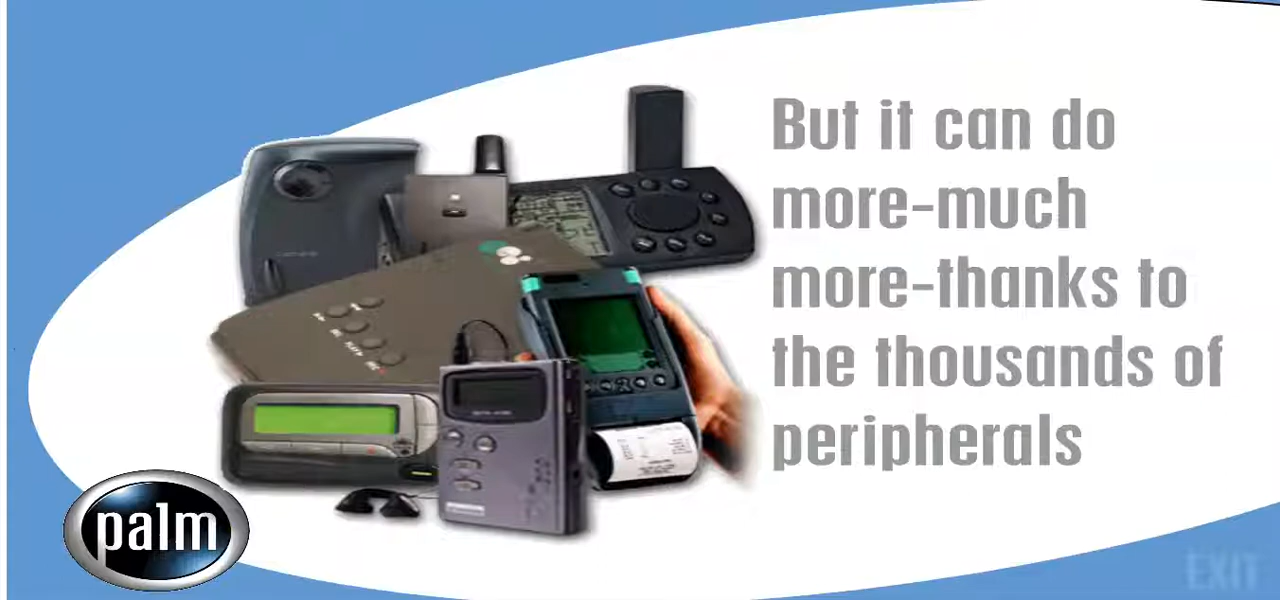 But it can do
more-much
more-thanks to
the thousands of
peripherals
palm
EXIT